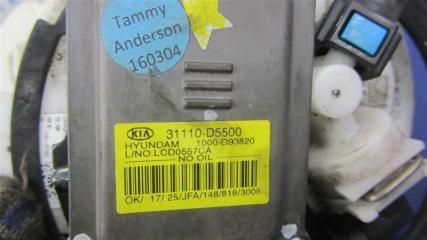 Tammy
Anderson
160304
KIA 31110-D5500
HYUNDAM 1000-D93820
L/NO:LCD0557CA
NO OIL
OK/ 17/ 25/JFA/148/819/3006